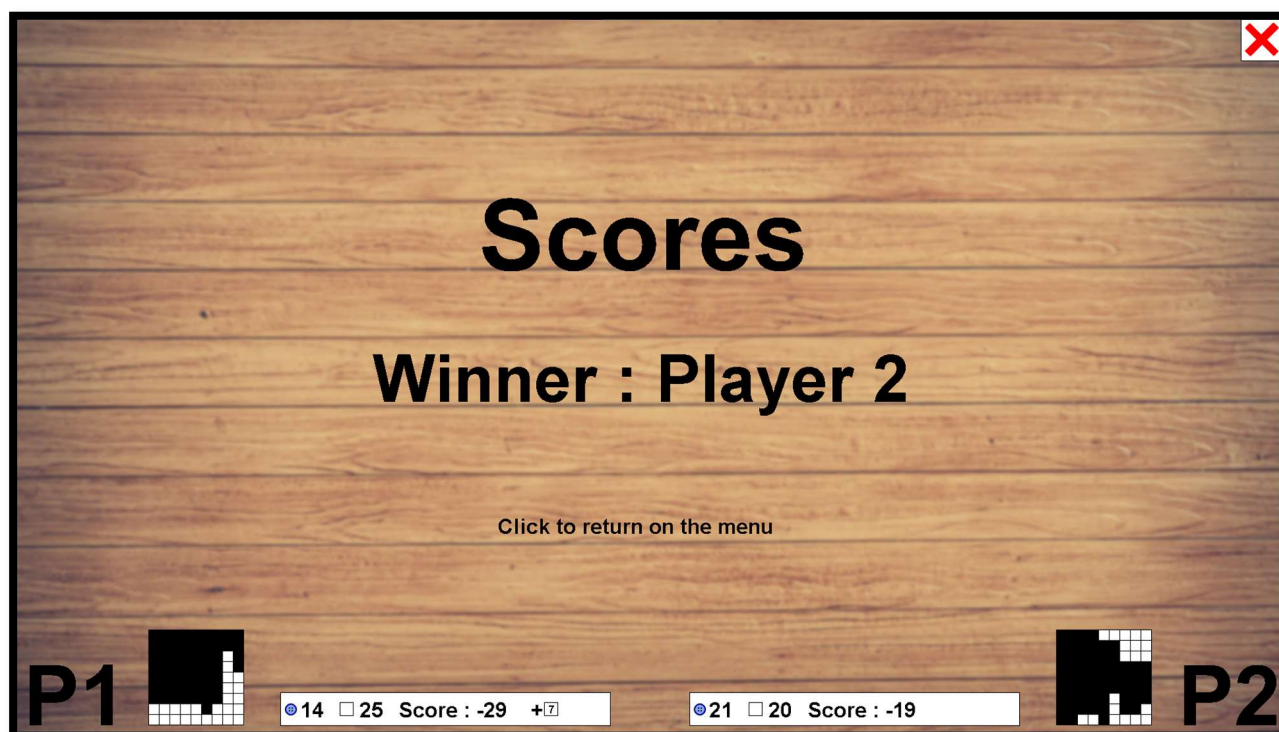 Scores
Winner : Player 2
Click to return on the menu
P1
14 25 Score : -29 +7
21 20 Score : -19
P2